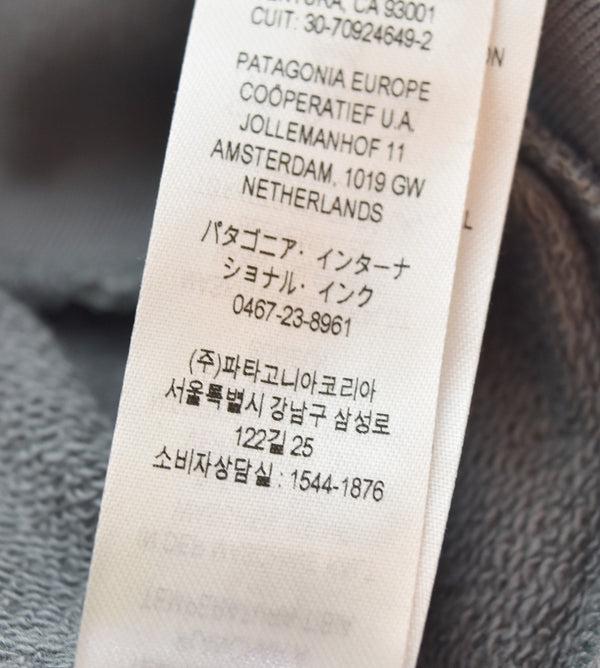 VENTURA, CA 93001
CUIT: 30-70924649-2
PATAGONIA EUROPE
COÖPERATIEF U.A.
JOLLEMANHOF 11
AMSTERDAM, 1019 GW
NETHERLANDS
パタゴニア・インターナ
ショナル・インク
0467-23-8961
(주)파타고니아코리아
서울특별시 강남구 삼성로
122길 25
소비자상담실 : 1544-1876